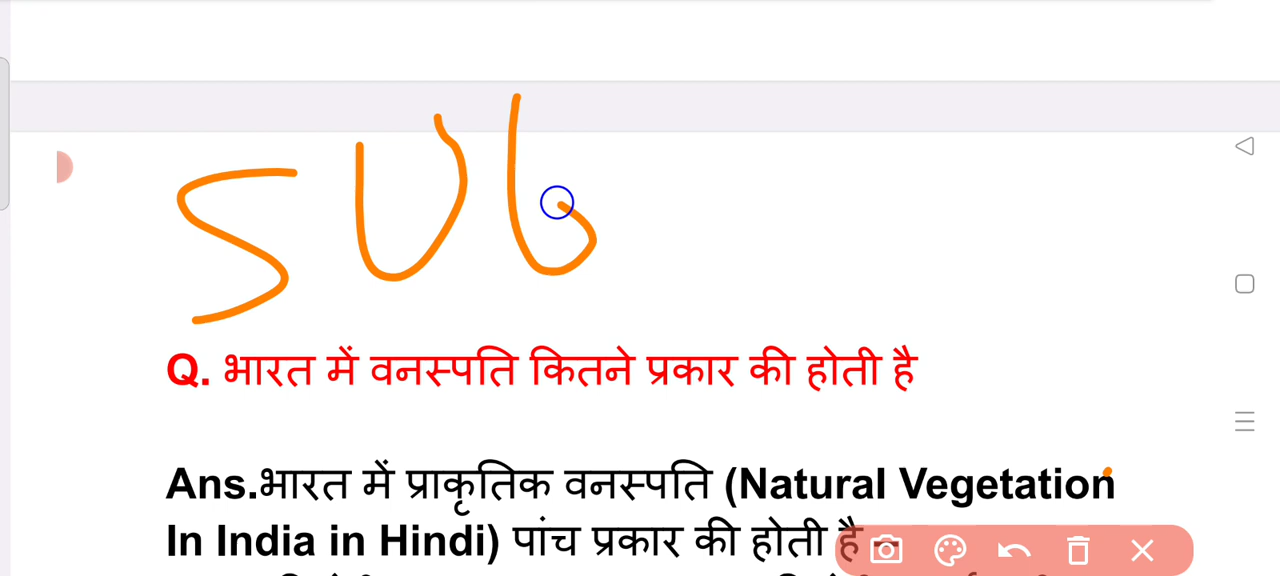 SUb
Q. भारत में वनस्पति कितने प्रकार की होती है
Ans.भारत में प्राकृतिक वनस्पति (Natural Vegetation
In India in Hindi) पांच प्रकार की होती है